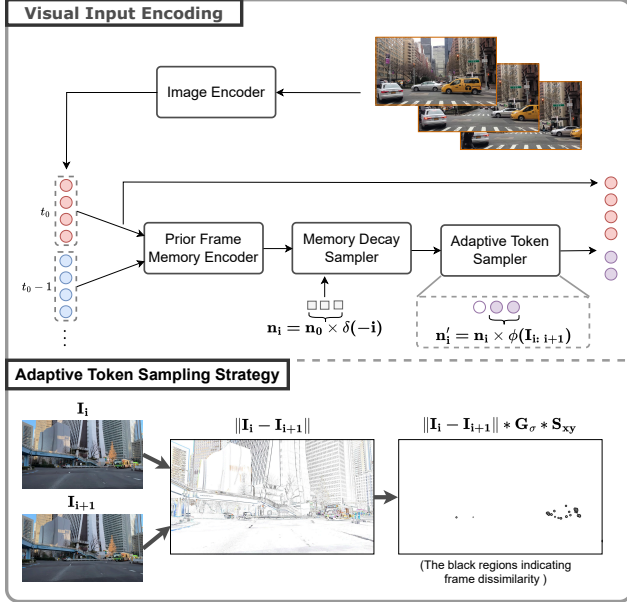 Visual Input Encoding
Image Encoder
t₀
Prior Frame
Memory Encoder
Memory Decay
Sampler
Adaptive Token
Sampler
t₀ − 1
nᵢ = n₀ × δ(−i)
n′ᵢ = nᵢ × ϕ(Iᵢ: ᵢ₊₁)
Adaptive Token Sampling Strategy
Iᵢ
‖Iᵢ − Iᵢ₊₁‖
‖Iᵢ − Iᵢ₊₁‖ ∗ G_σ ∗ S_xy
Iᵢ₊₁
(The black regions indicating
frame dissimilarity )